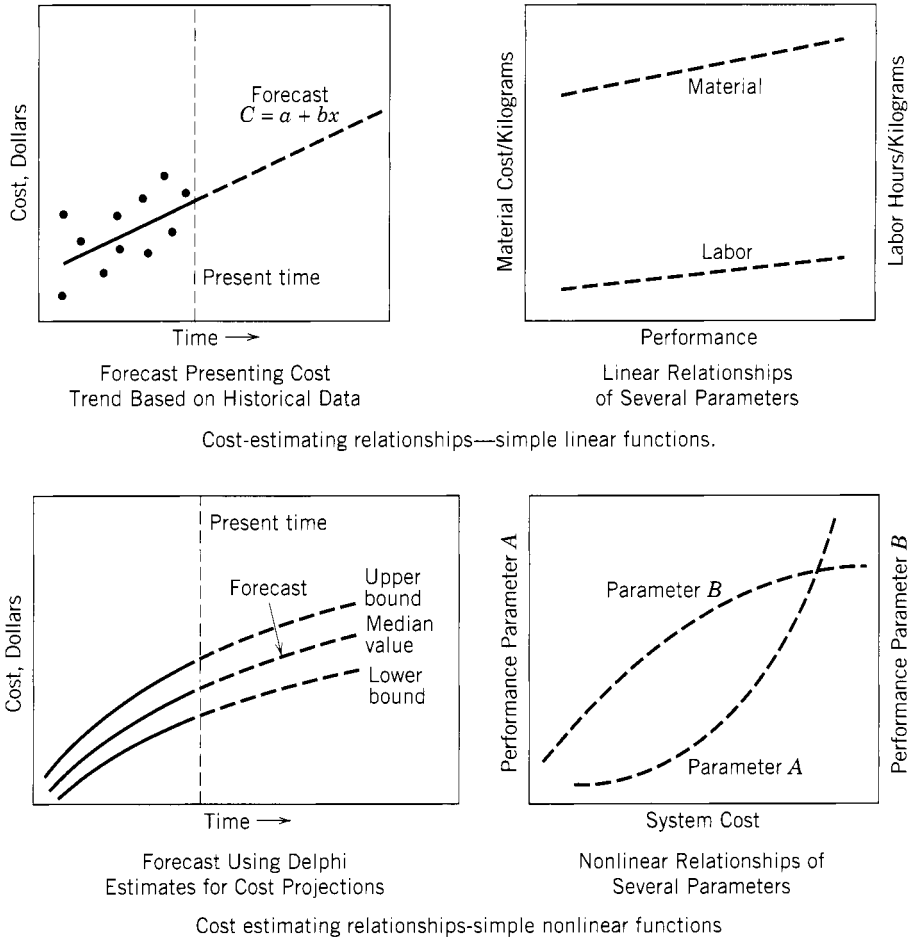 Cost, Dollars
Forecast
C = a + bx
Present time
Time
Forecast Presenting Cost
Trend Based on Historical Data
Material Cost/Kilograms
Material
Labor
Labor Hours/Kilograms
Performance
Linear Relationships
of Several Parameters
Cost-estimating relationships—simple linear functions.
Cost, Dollars
Present time
Forecast
Upper
bound
Median
value
Lower
bound
Time
Forecast Using Delphi
Estimates for Cost Projections
Performance Parameter A
Parameter B
Parameter A
Performance Parameter B
System Cost
Nonlinear Relationships of
Several Parameters
Cost estimating relationships-simple nonlinear functions